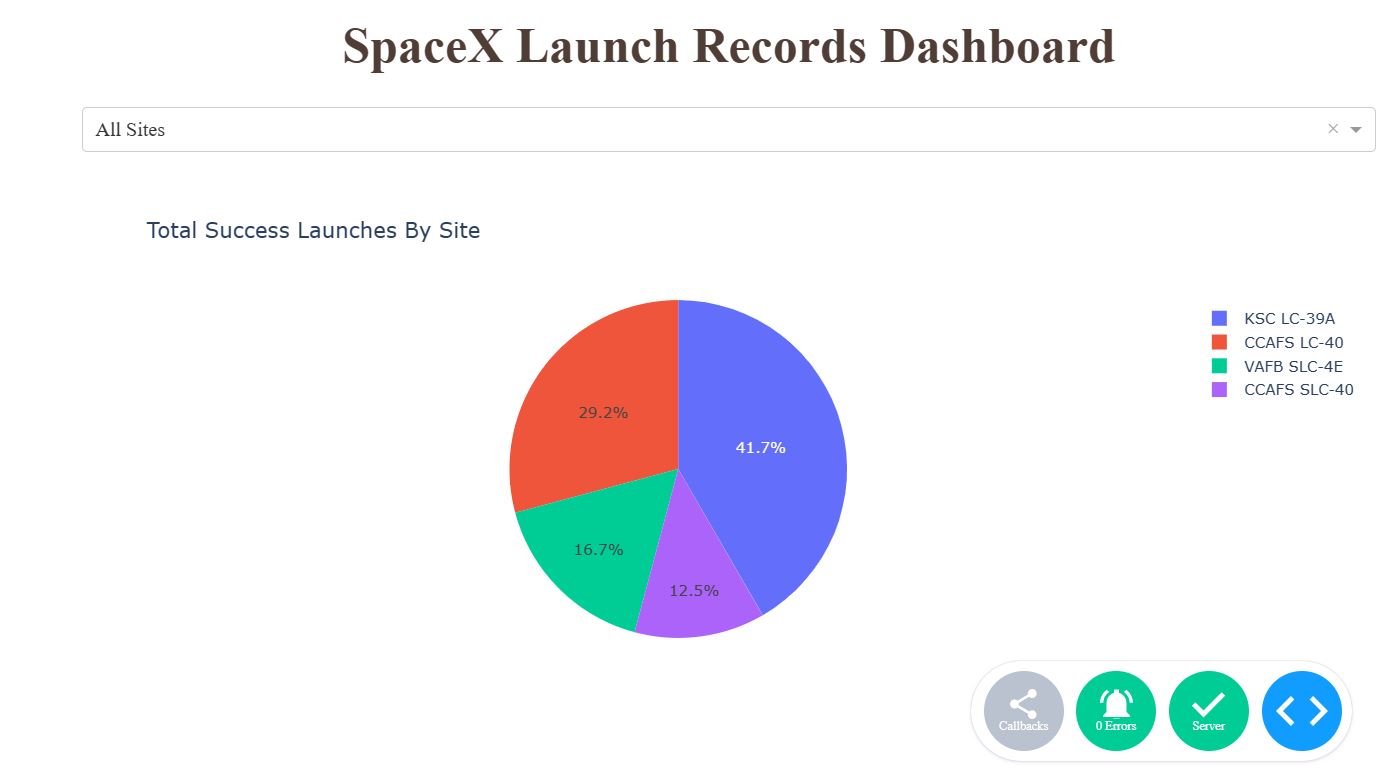 SpaceX Launch Records Dashboard
All Sites
Total Success Launches By Site
KSC LC-39A
CCAFS LC-40
VAFB SLC-4E
CCAFS SLC-40
29.2%
41.7%
16.7%
12.5%
Callbacks
0 Errors
Server